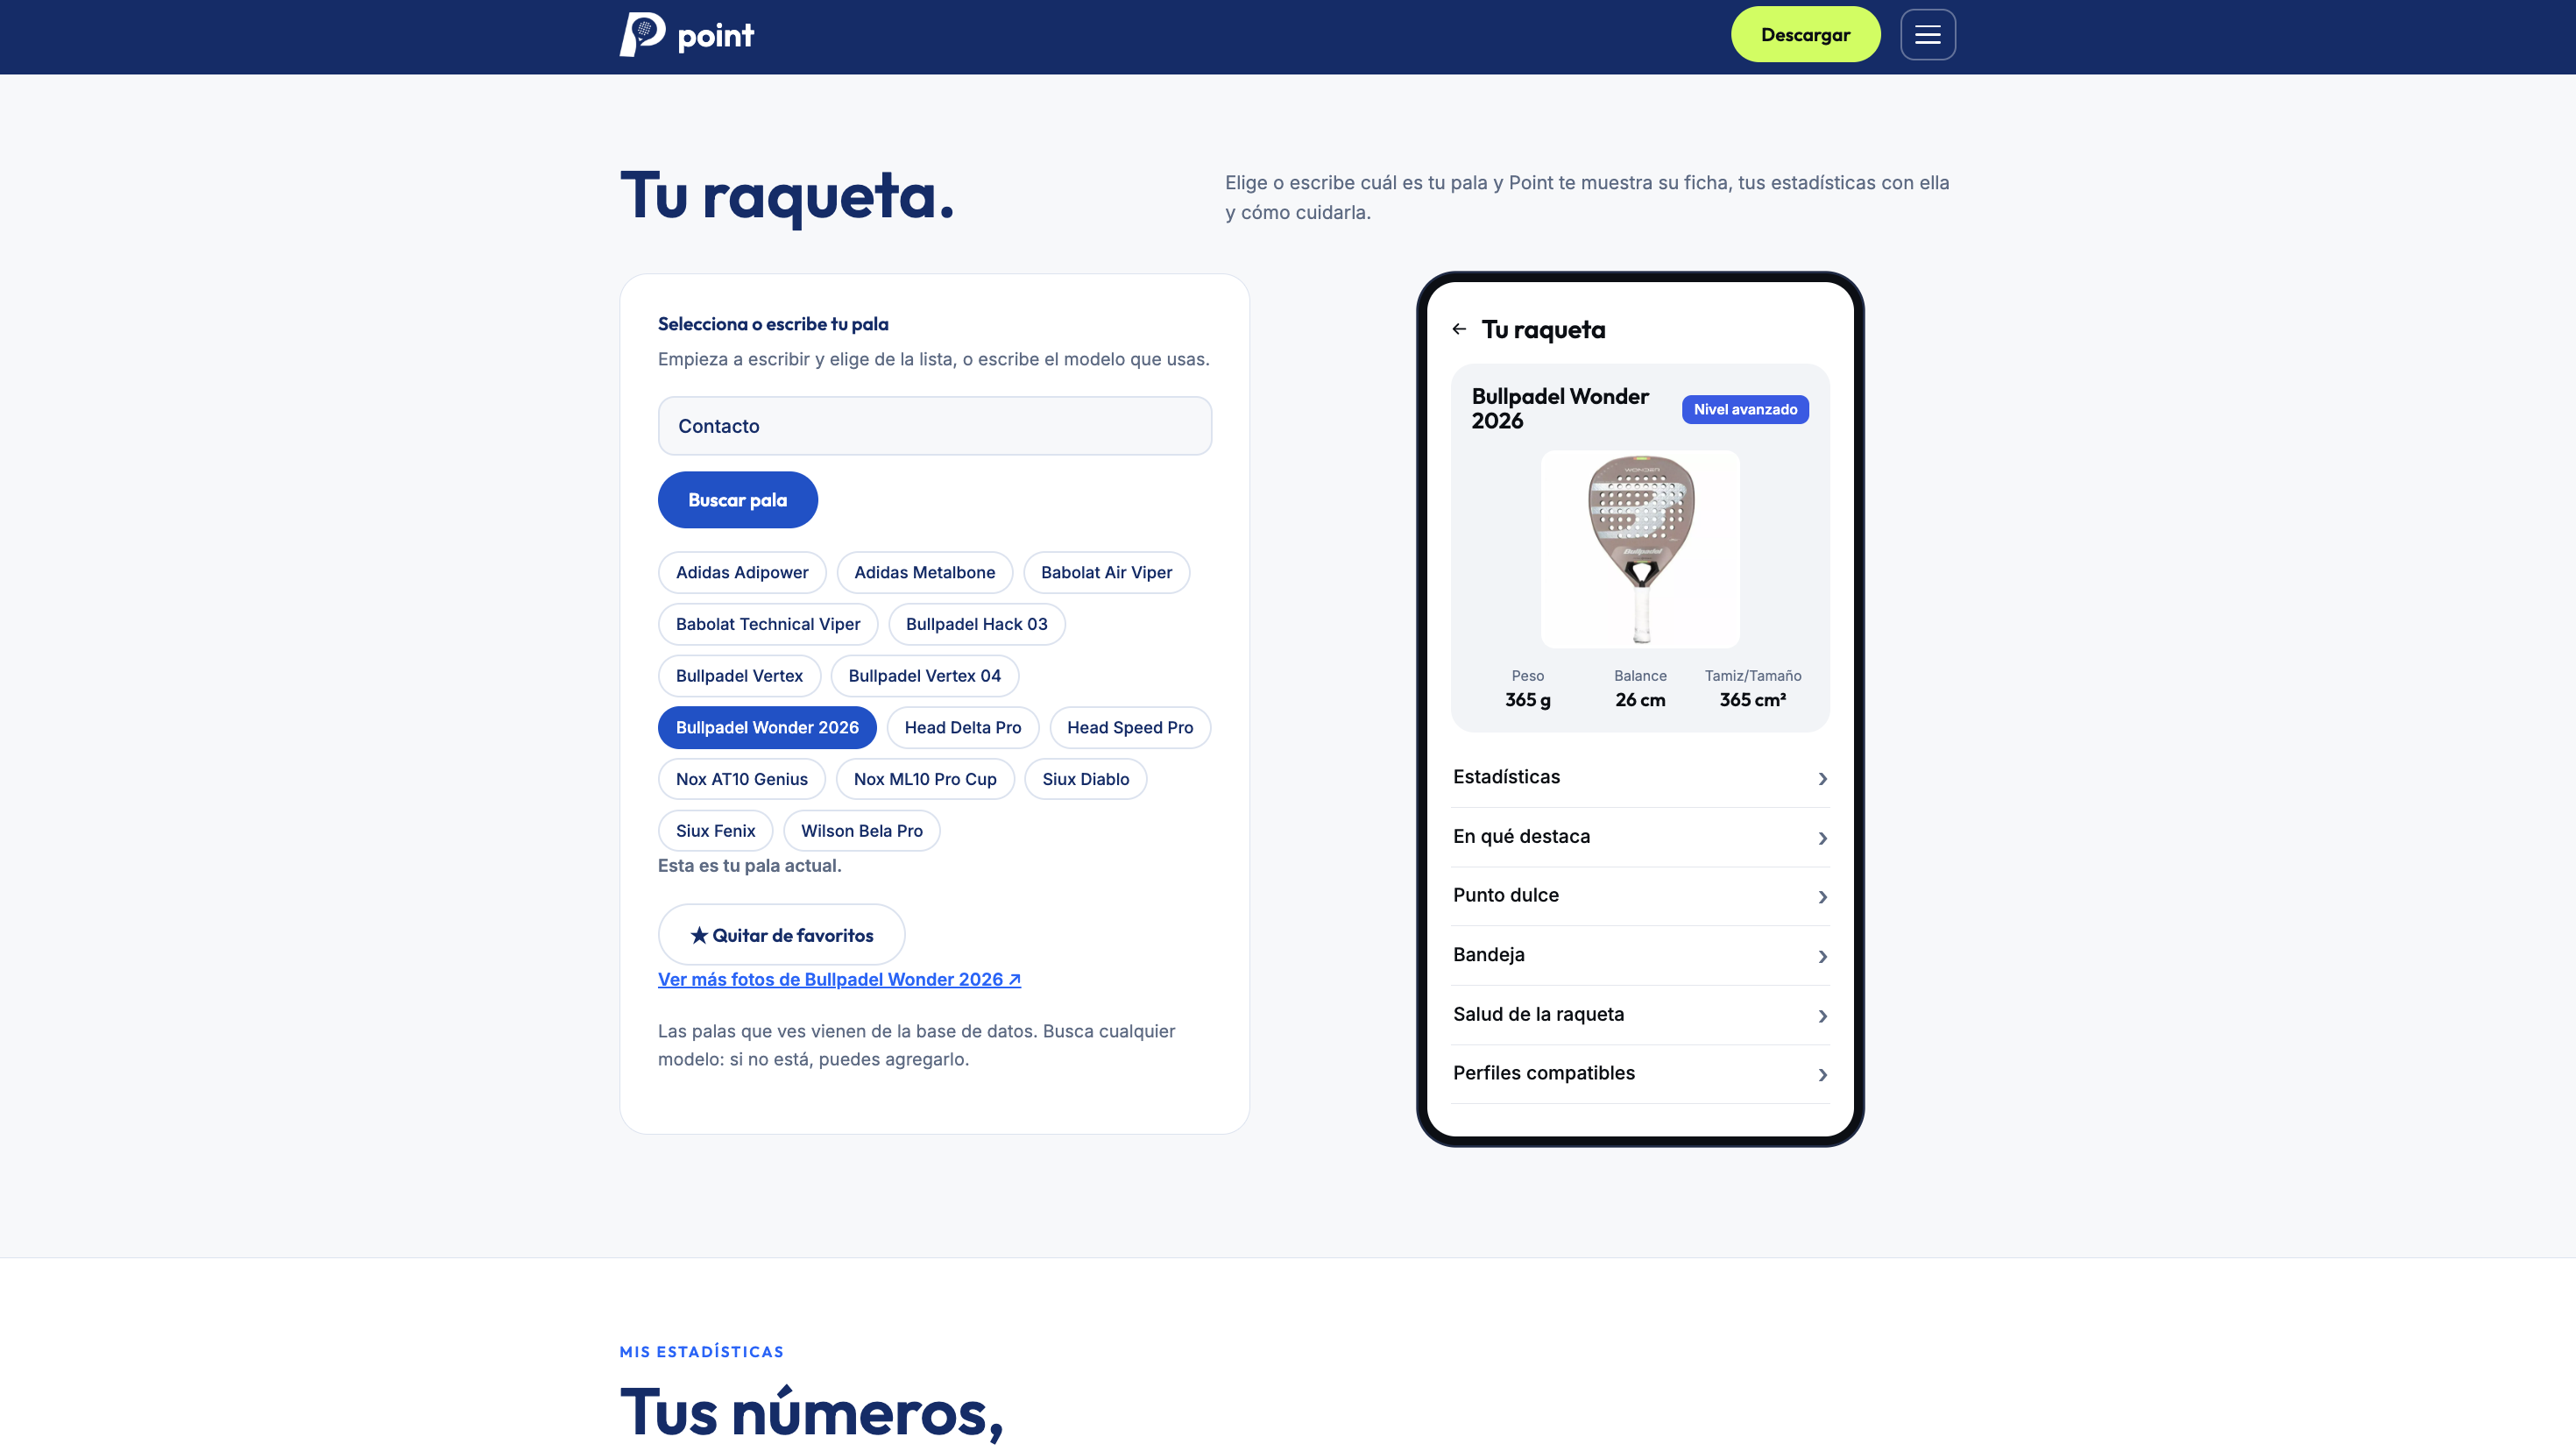 point
Descargar
Tu raqueta.
Elige o escribe cuál es tu pala y Point te muestra su ficha, tus estadísticas con ella
y cómo cuidarla.
Selecciona o escribe tu pala
Empieza a escribir y elige de la lista, o escribe el modelo que usas.
Contacto
Buscar pala
Adidas Adipower
Adidas Metalbone
Babolat Air Viper
Babolat Technical Viper
Bullpadel Hack 03
Bullpadel Vertex
Bullpadel Vertex 04
Bullpadel Wonder 2026
Head Delta Pro
Head Speed Pro
Nox AT10 Genius
Nox ML10 Pro Cup
Siux Diablo
Siux Fenix
Wilson Bela Pro
Esta es tu pala actual.
★ Quitar de favoritos
Ver más fotos de Bullpadel Wonder 2026 ↗
Las palas que ves vienen de la base de datos. Busca cualquier
modelo: si no está, puedes agregarlo.
← Tu raqueta
Bullpadel Wonder
2026
Nivel avanzado
WONDER
Bullpadel
Peso
365 g
Balance
26 cm
Tamiz/Tamaño
365 cm²
Estadísticas
En qué destaca
Punto dulce
Bandeja
Salud de la raqueta
Perfiles compatibles
MIS ESTADÍSTICAS
Tus números,